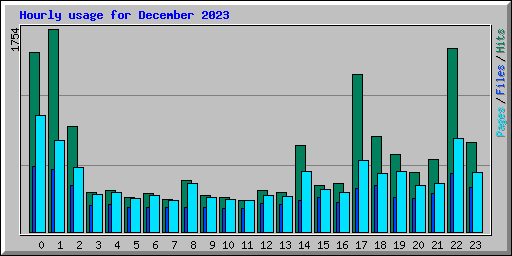 Hourly usage for December 2023
1754
Pages/Files/Hits
0 1 2 3 4 5 6 7 8 9 10 11 12 13 14 15 16 17 18 19 20 21 22 23